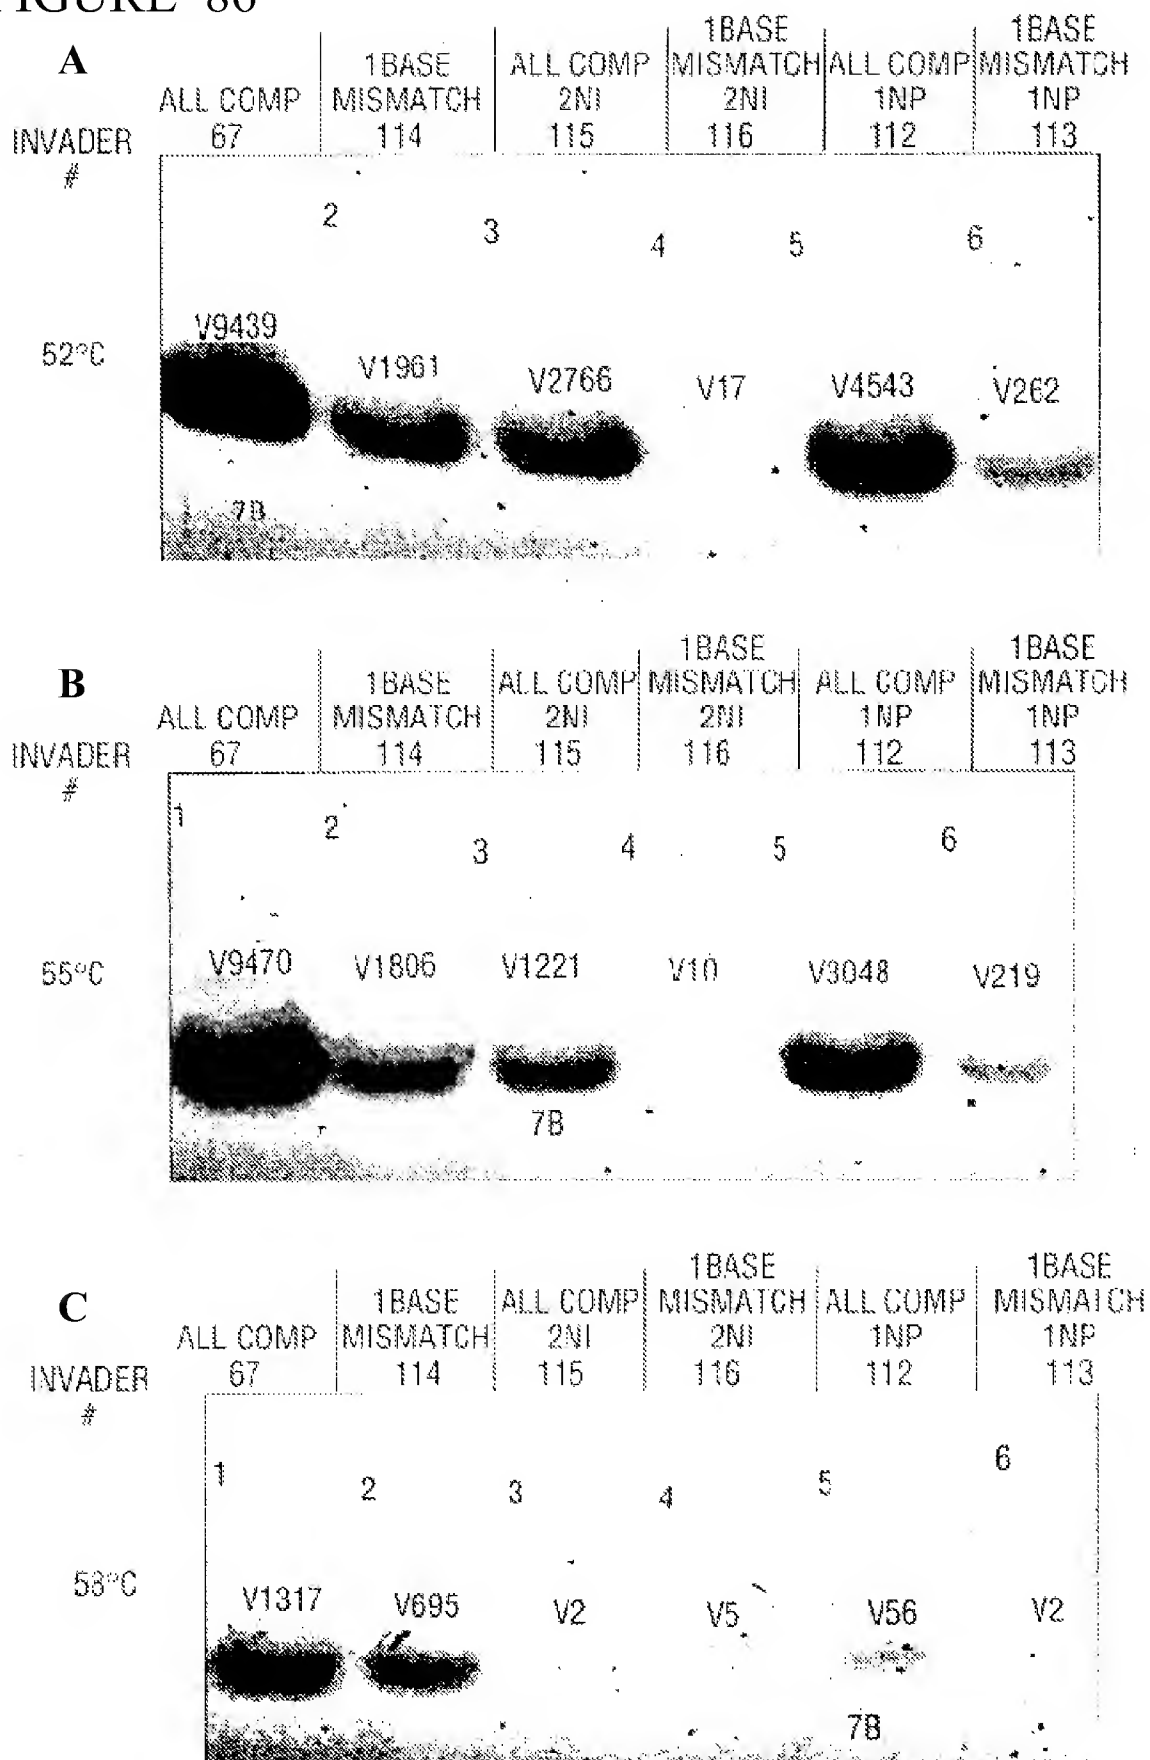 FIGURE 86
A
1BASE 1BASE
1BASE ALL COMP MISMATCH ALL COMP MISMATCH
ALL COMP MISMATCH 2NI 2NI 1NP 1NP
INVADER 67 114 115 116 112 113
#
2 3 4 5 6
52°C
V9439 V1961 V2766 V17 V4543 V262
7B
B
1BASE 1BASE
1BASE ALL COMP MISMATCH ALL COMP MISMATCH
ALL COMP MISMATCH 2NI 2NI 1NP 1NP
INVADER 67 114 115 116 112 113
#
1 2 3 4 5 6
55°C V9470 V1806 V1221 V10 V3048 V219
7B
C
1BASE 1BASE
1BASE ALL COMP MISMATCH ALL COMP MISMATCH
ALL COMP MISMATCH 2NI 2NI 1NP 1NP
INVADER 67 114 115 116 112 113
#
1 2 3 4 5 6
58°C V1317 V695 V2 V5 V56 V2
7B